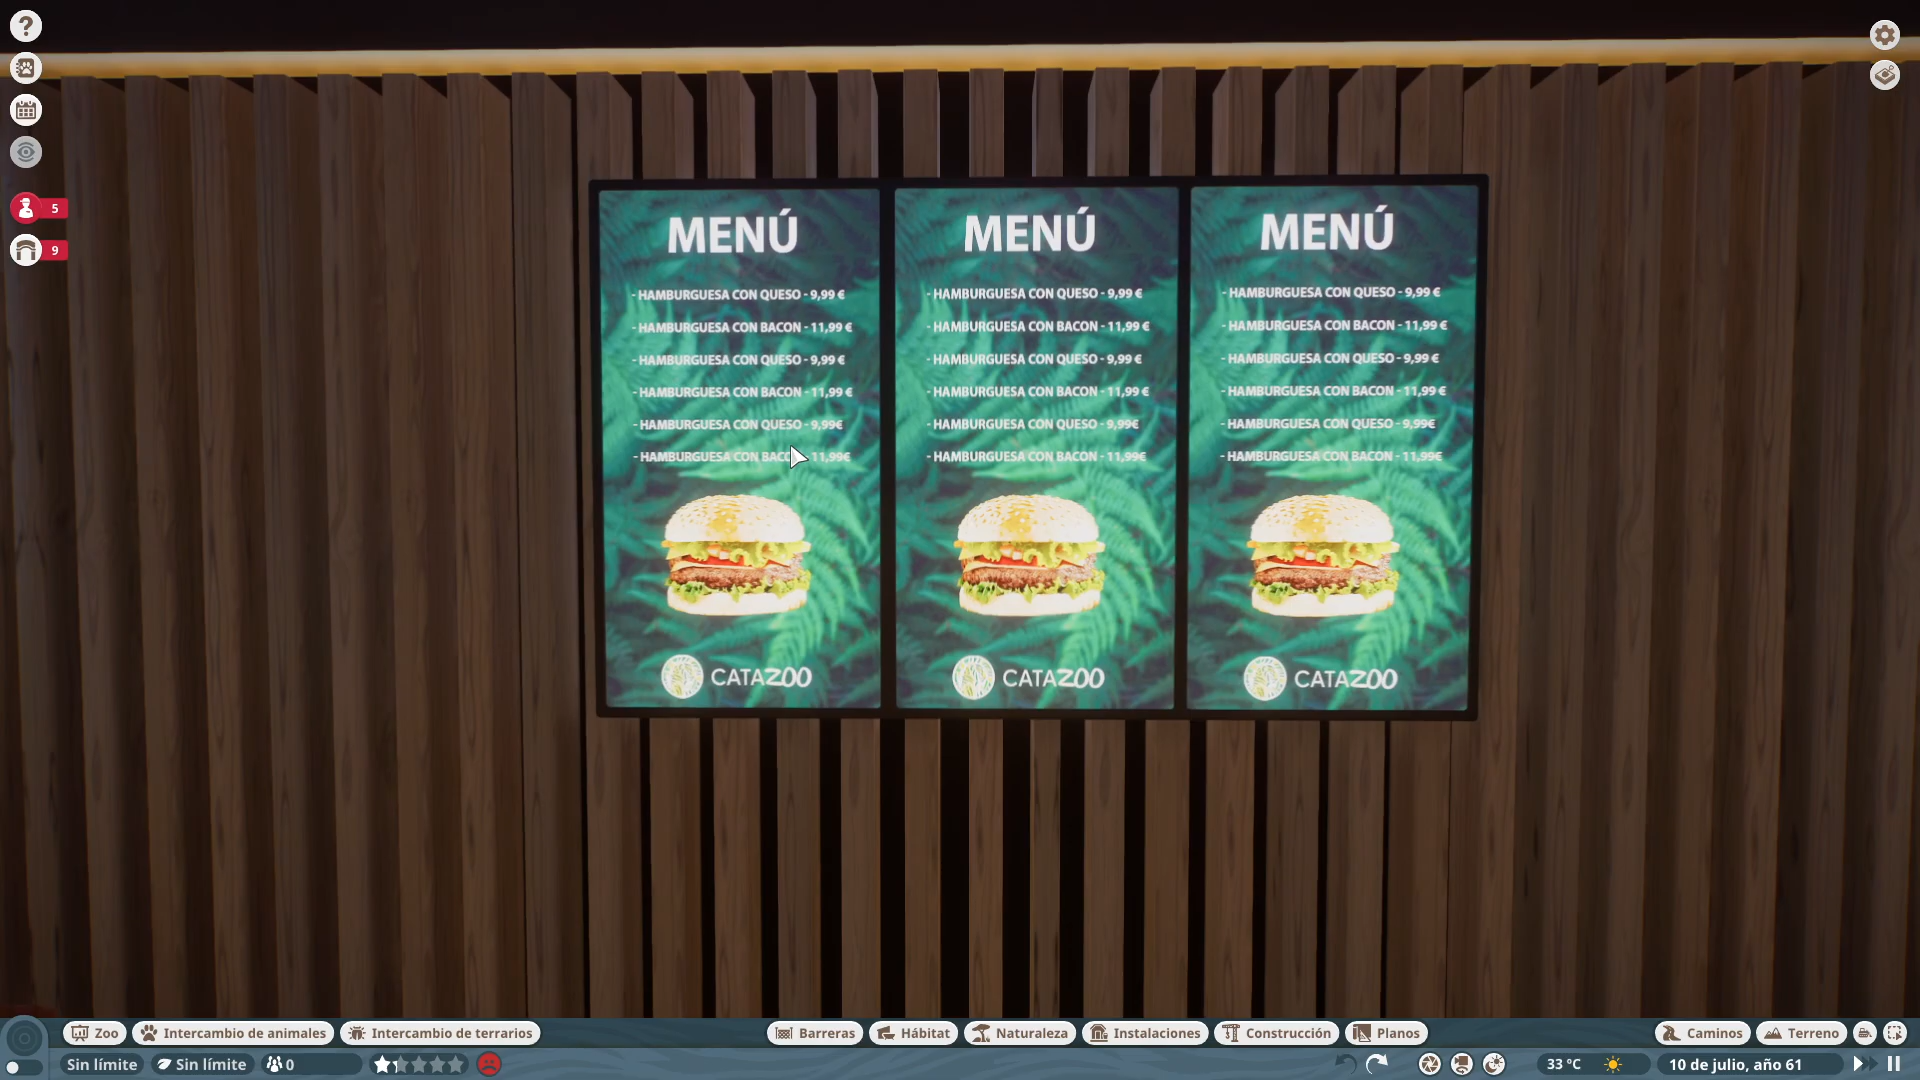 5
9
MENÚ
- HAMBURGUESA CON QUESO - 9,99 €
- HAMBURGUESA CON BACON - 11,99 €
- HAMBURGUESA CON QUESO - 9,99 €
- HAMBURGUESA CON BACON - 11,99 €
- HAMBURGUESA CON QUESO - 9,99€
- HAMBURGUESA CON BACON - 11,99€
CATAZOO
MENÚ
- HAMBURGUESA CON QUESO - 9,99 €
- HAMBURGUESA CON BACON - 11,99 €
- HAMBURGUESA CON QUESO - 9,99 €
- HAMBURGUESA CON BACON - 11,99 €
- HAMBURGUESA CON QUESO - 9,99€
- HAMBURGUESA CON BACON - 11,99€
CATAZOO
MENÚ
- HAMBURGUESA CON QUESO - 9,99 €
- HAMBURGUESA CON BACON - 11,99 €
- HAMBURGUESA CON QUESO - 9,99 €
- HAMBURGUESA CON BACON - 11,99 €
- HAMBURGUESA CON QUESO - 9,99€
- HAMBURGUESA CON BACON - 11,99€
CATAZOO
Zoo
Intercambio de animales
Intercambio de terrarios
Barreras
Hábitat
Naturaleza
Instalaciones
Construcción
Planos
Caminos
Terreno
Sin límite
Sin límite
0
33 °C
10 de julio, año 61